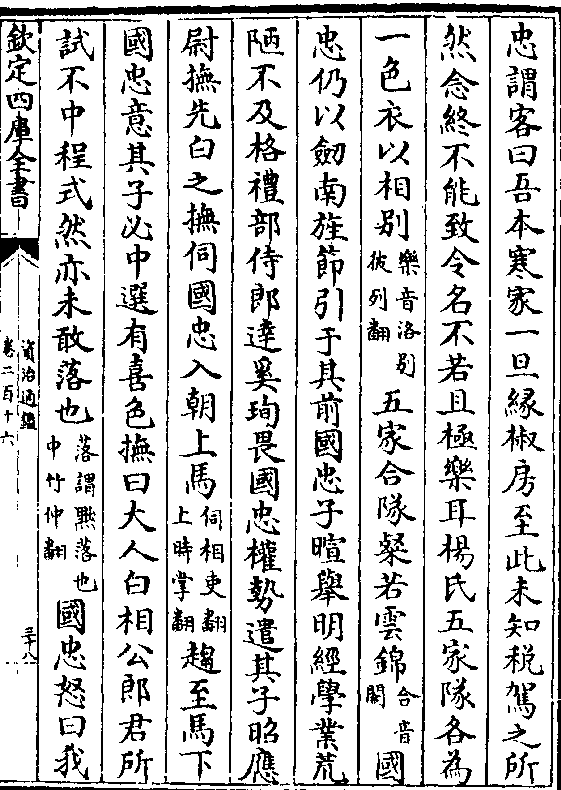 忠謂客曰吾本寒家一旦縁椒房至此未知税駕之所
然念終不能致令名不若且極樂耳楊氏五家隊各為
一色衣以相别樂音洛别彼列翻五家合隊粲若雲錦合音閤國
忠仍以劒南旌節引于其前國忠子暄舉明經學業荒
陋不及格禮部侍郎達奚珣畏國忠權勢遣其子昭應
尉撫先白之撫伺國忠入朝上馬伺相吏翻上時掌翻趨至馬下
國忠意其子必中選有喜色撫曰大人白相公郎君所
試不中程式然亦未敢落也落謂黙落也中竹仲翻國忠怒曰我
欽定四庫全書
資治通鑑
卷二百十六
三十八